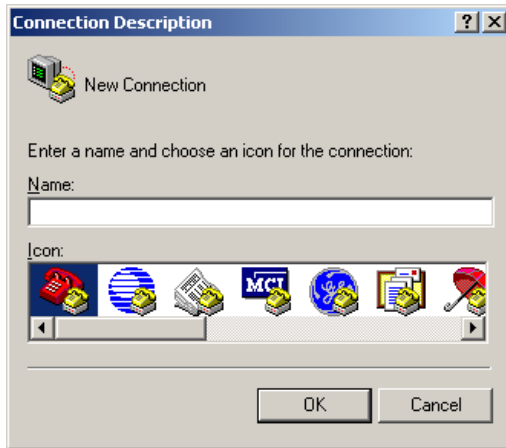 Connection Description
New Connection
Enter a name and choose an icon for the connection:
Name:
Icon:
MCI
OK
Cancel